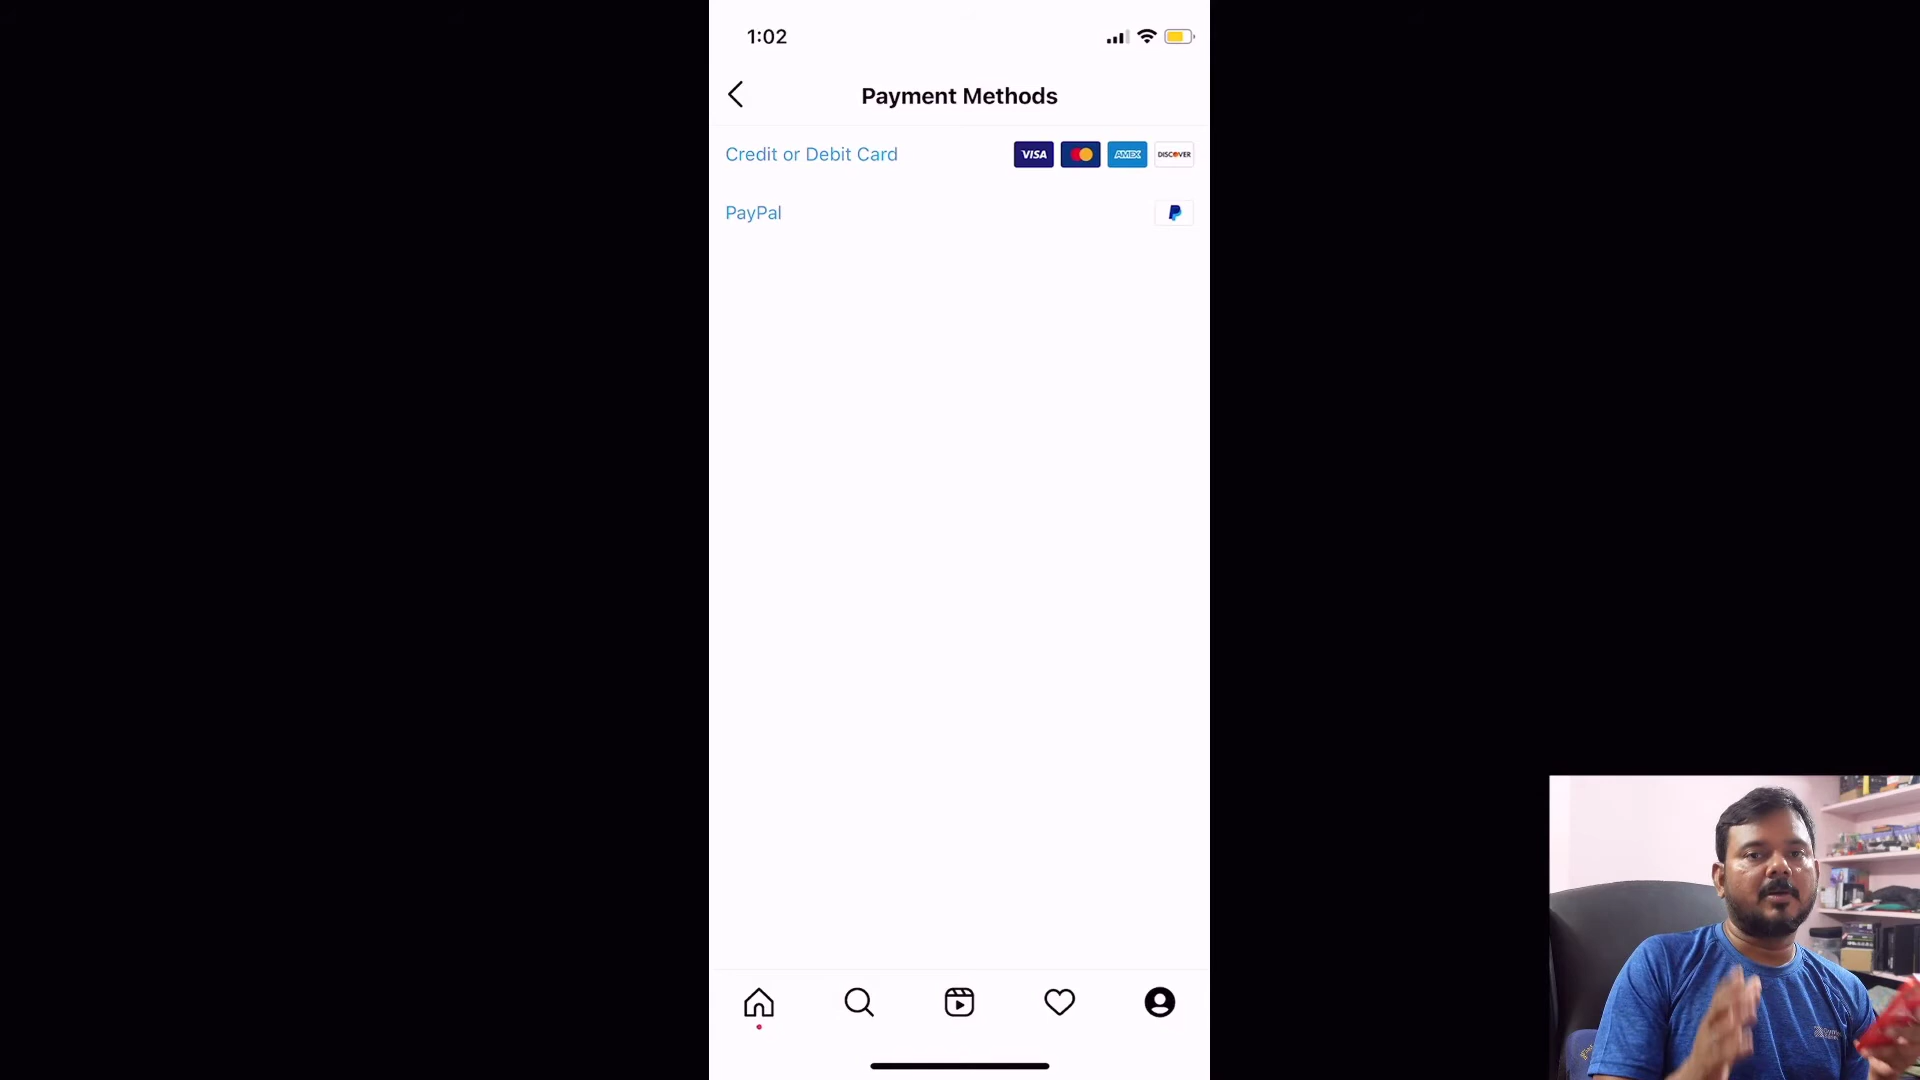 1:02
Payment Methods
Credit or Debit Card VISA AMEX DISCOVER
PayPal